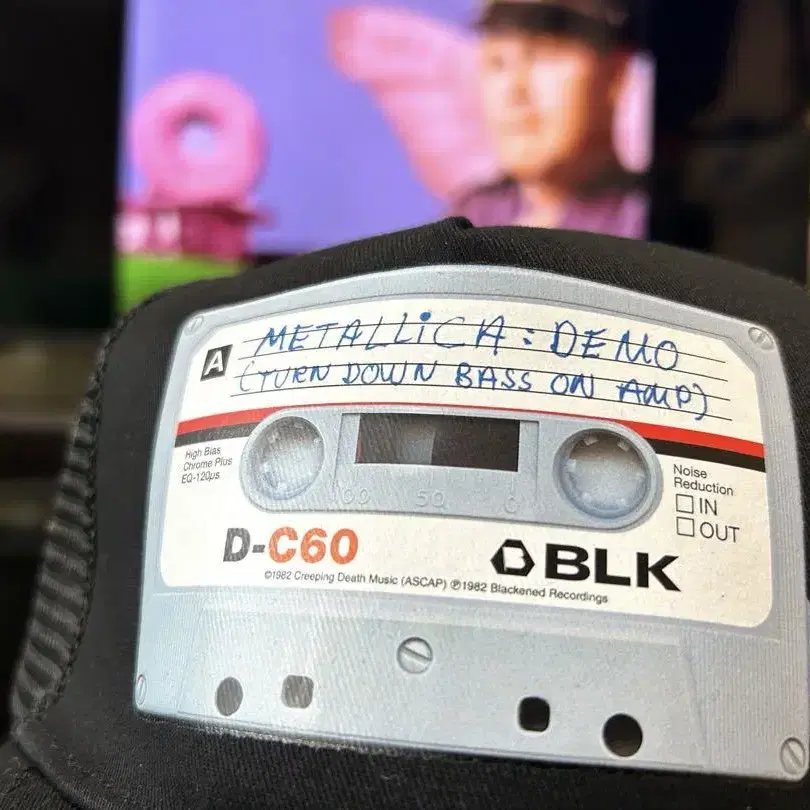 A
METALLiCA: DEMO
(TURN DOWN BASS ON AMP)
High Bias
Chrome Plus
EQ-120µs
00 50 0
Noise
Reduction
IN
OUT
D-C60
BLK
©1982 Creeping Death Music (ASCAP) ℗1982 Blackened Recordings